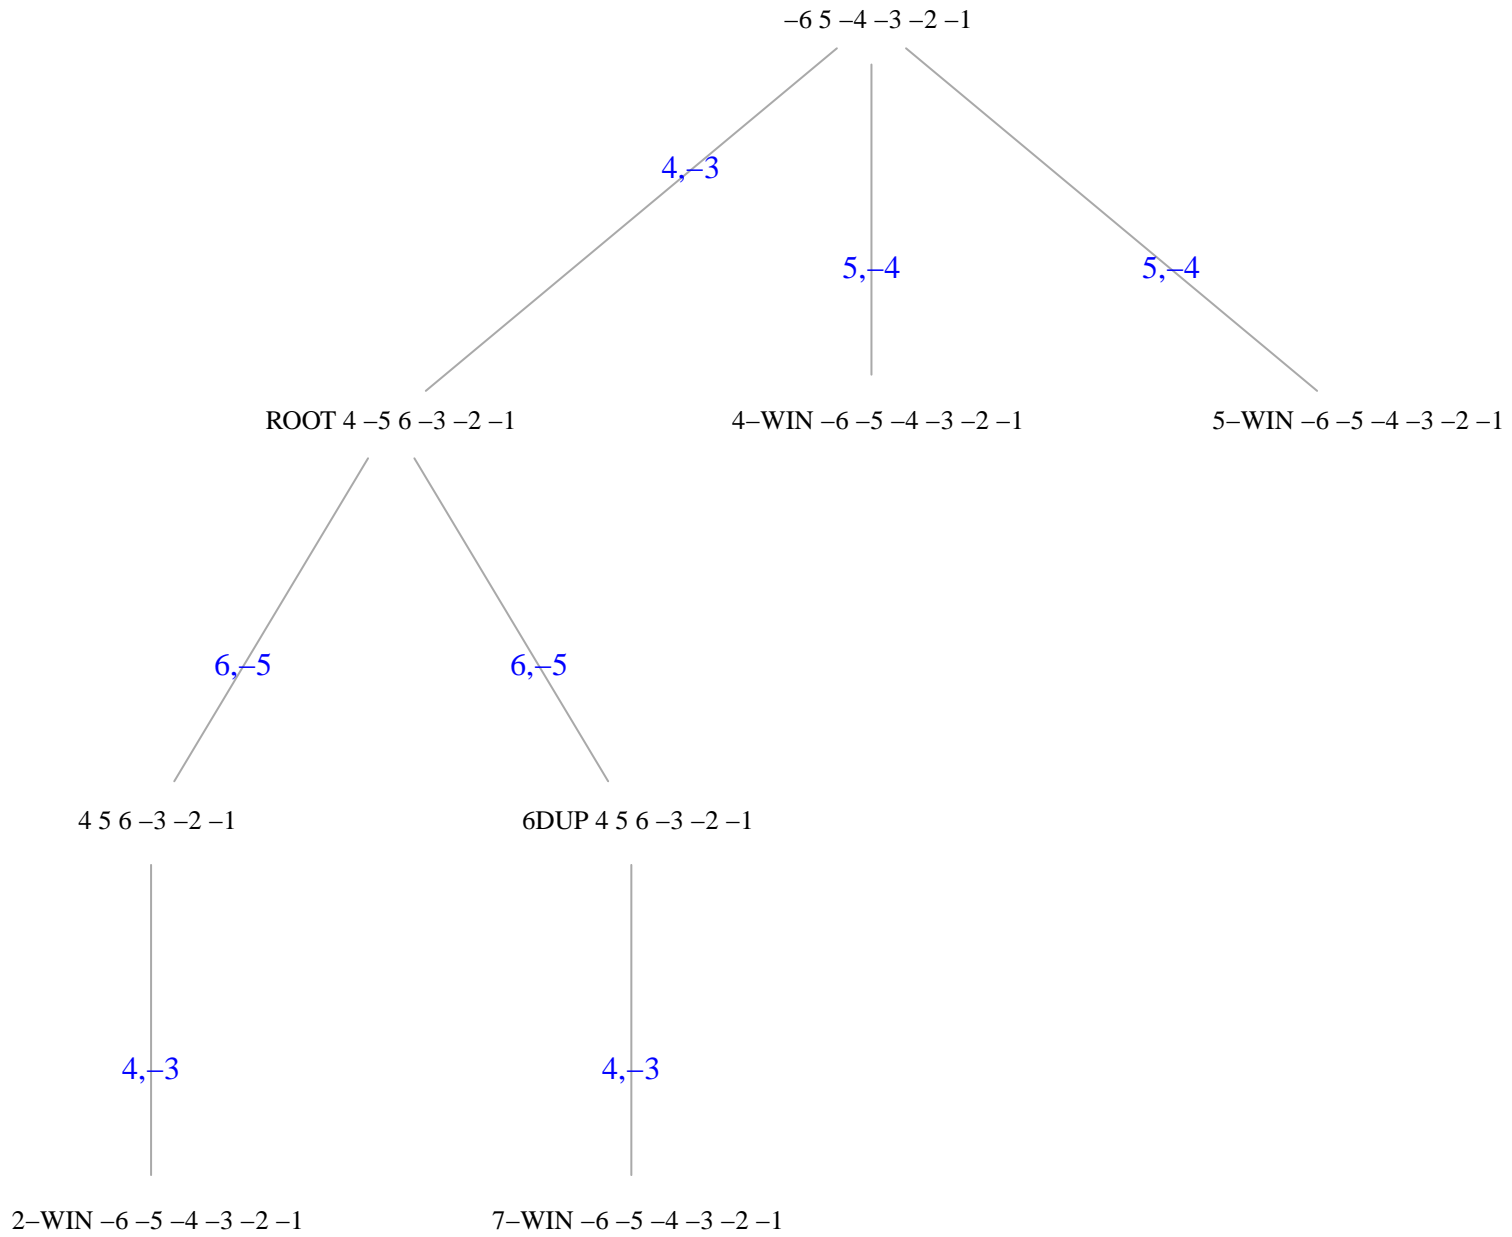 –6 5 –4 –3 –2 –1
4,–3
5,–4
5,–4
ROOT 4 –5 6 –3 –2 –1
4–WIN –6 –5 –4 –3 –2 –1
5–WIN –6 –5 –4 –3 –2 –1
6,–5
6,–5
4 5 6 –3 –2 –1
6DUP 4 5 6 –3 –2 –1
4,–3
4,–3
2–WIN –6 –5 –4 –3 –2 –1
7–WIN –6 –5 –4 –3 –2 –1